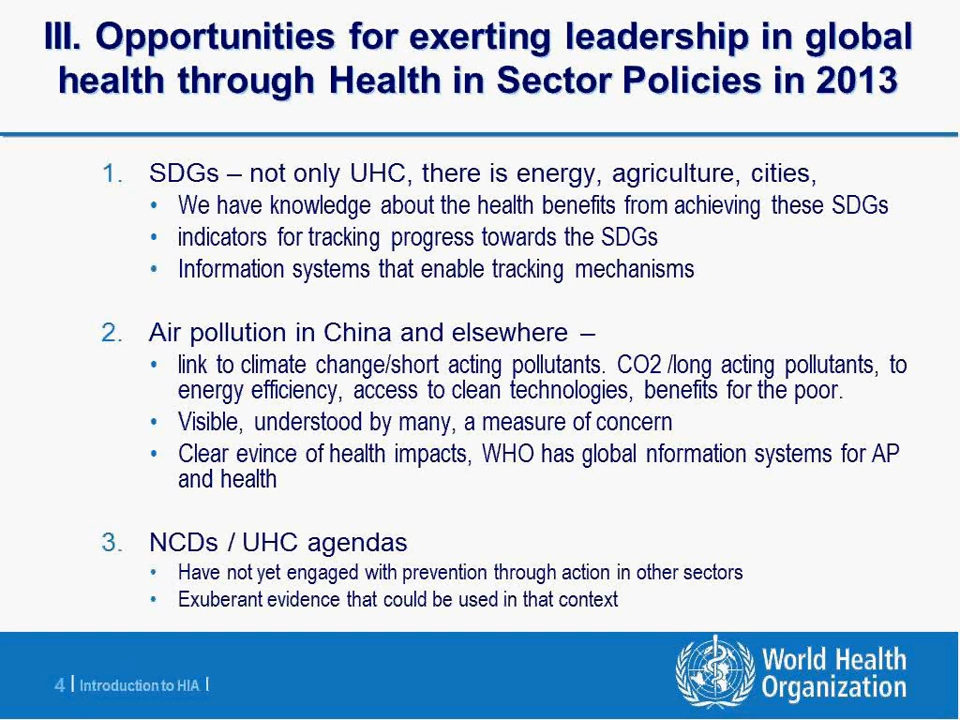 III. Opportunities for exerting leadership in global
health through Health in Sector Policies in 2013
1. SDGs – not only UHC, there is energy, agriculture, cities,
• We have knowledge about the health benefits from achieving these SDGs
• indicators for tracking progress towards the SDGs
• Information systems that enable tracking mechanisms
2. Air pollution in China and elsewhere –
• link to climate change/short acting pollutants. CO2 /long acting pollutants, to
energy efficiency, access to clean technologies, benefits for the poor.
• Visible, understood by many, a measure of concern
• Clear evince of health impacts, WHO has global nformation systems for AP
and health
3. NCDs / UHC agendas
• Have not yet engaged with prevention through action in other sectors
• Exuberant evidence that could be used in that context
4 | Introduction to HIA |
World Health
Organization